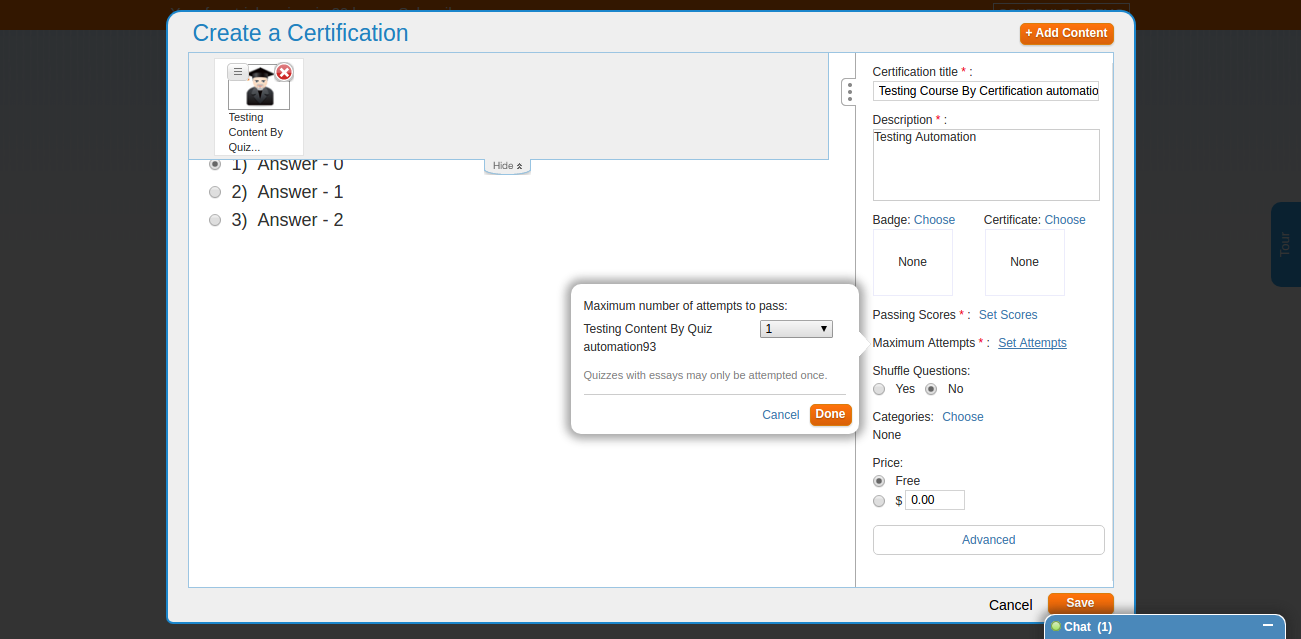 Create a Certification
+ Add Content
Testing
Content By
Quiz...
Hide
1) Answer - 0
2) Answer - 1
3) Answer - 2
Certification title * :
Testing Course By Certification automatio
Description * :
Testing Automation
Badge: Choose
Certificate: Choose
None
None
Passing Scores * : Set Scores
Maximum Attempts * : Set Attempts
Shuffle Questions:
Yes No
Categories: Choose
None
Price:
Free
$ 0.00
Advanced
Maximum number of attempts to pass:
Testing Content By Quiz
automation93
1
Quizzes with essays may only be attempted once.
Cancel Done
Cancel Save
Chat (1)
Tour